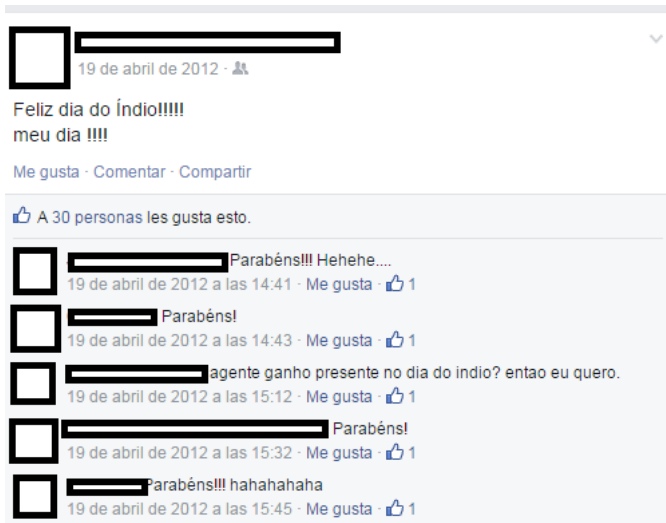 19 de abril de 2012 ·
Feliz dia do Índio!!!!!
meu dia !!!!
Me gusta · Comentar · Compartir
A 30 personas les gusta esto.
Parabéns!!! Hehehe....
19 de abril de 2012 a las 14:41 · Me gusta · 1
Parabéns!
19 de abril de 2012 a las 14:43 · Me gusta · 1
agente ganho presente no dia do indio? entao eu quero.
19 de abril de 2012 a las 15:12 · Me gusta · 1
Parabéns!
19 de abril de 2012 a las 15:32 · Me gusta · 1
Parabéns!!! hahahahaha
19 de abril de 2012 a las 15:45 · Me gusta · 1